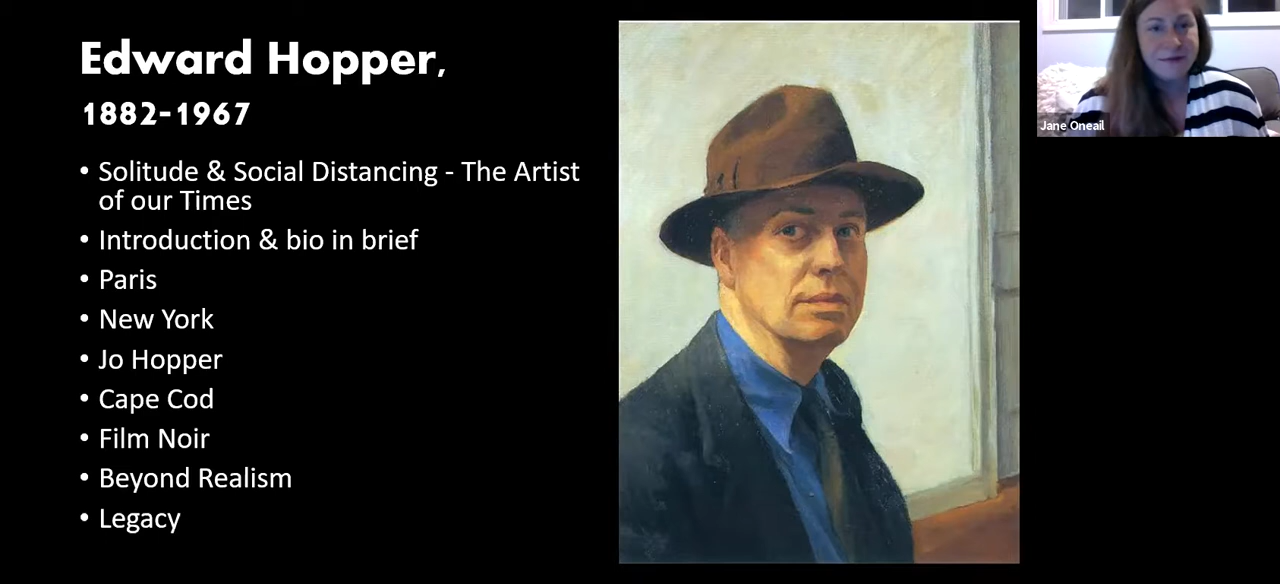 Edward Hopper,
1882-1967
• Solitude & Social Distancing - The Artist
of our Times
• Introduction & bio in brief
• Paris
• New York
• Jo Hopper
• Cape Cod
• Film Noir
• Beyond Realism
• Legacy
Jane Oneail